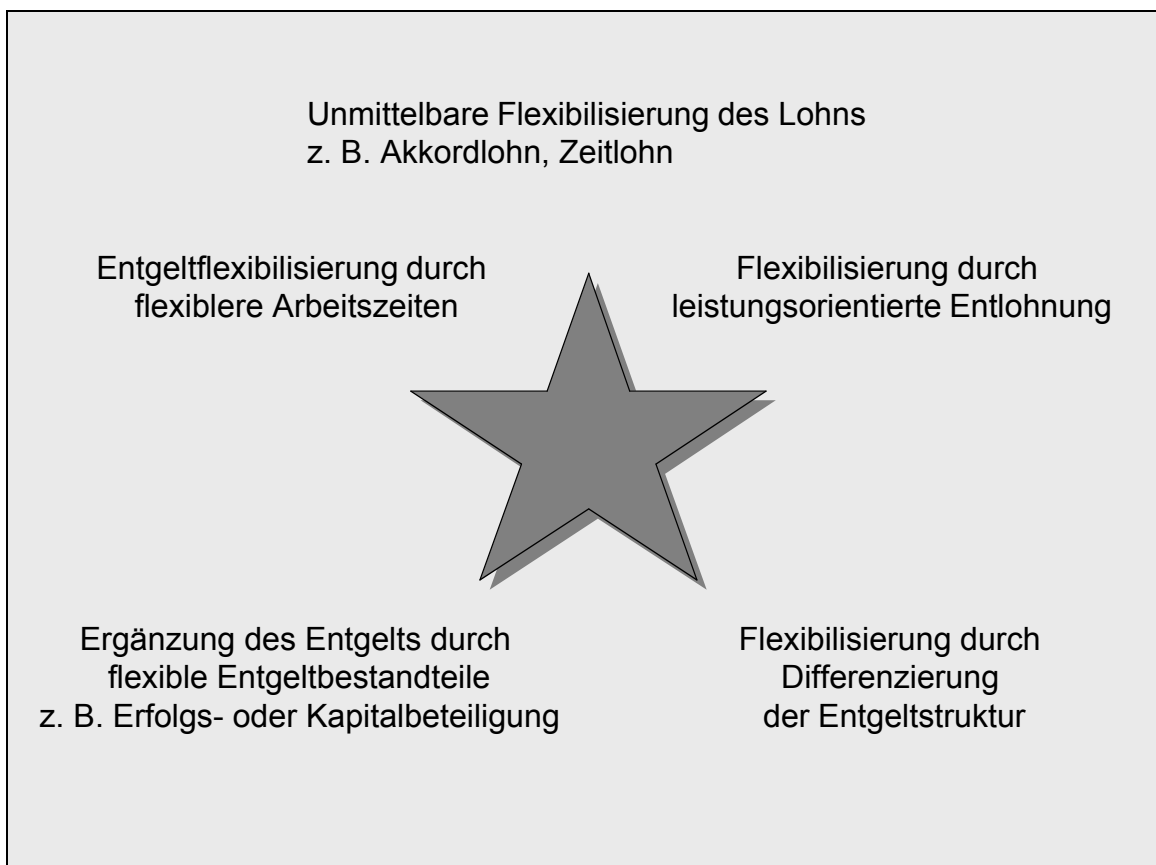 Unmittelbare Flexibilisierung des Lohns
z. B. Akkordlohn, Zeitlohn
Entgeltflexibilisierung durch
flexiblere Arbeitszeiten
Flexibilisierung durch
leistungsorientierte Entlohnung
Ergänzung des Entgelts durch
flexible Entgeltbestandteile
z. B. Erfolgs- oder Kapitalbeteiligung
Flexibilisierung durch
Differenzierung
der Entgeltstruktur